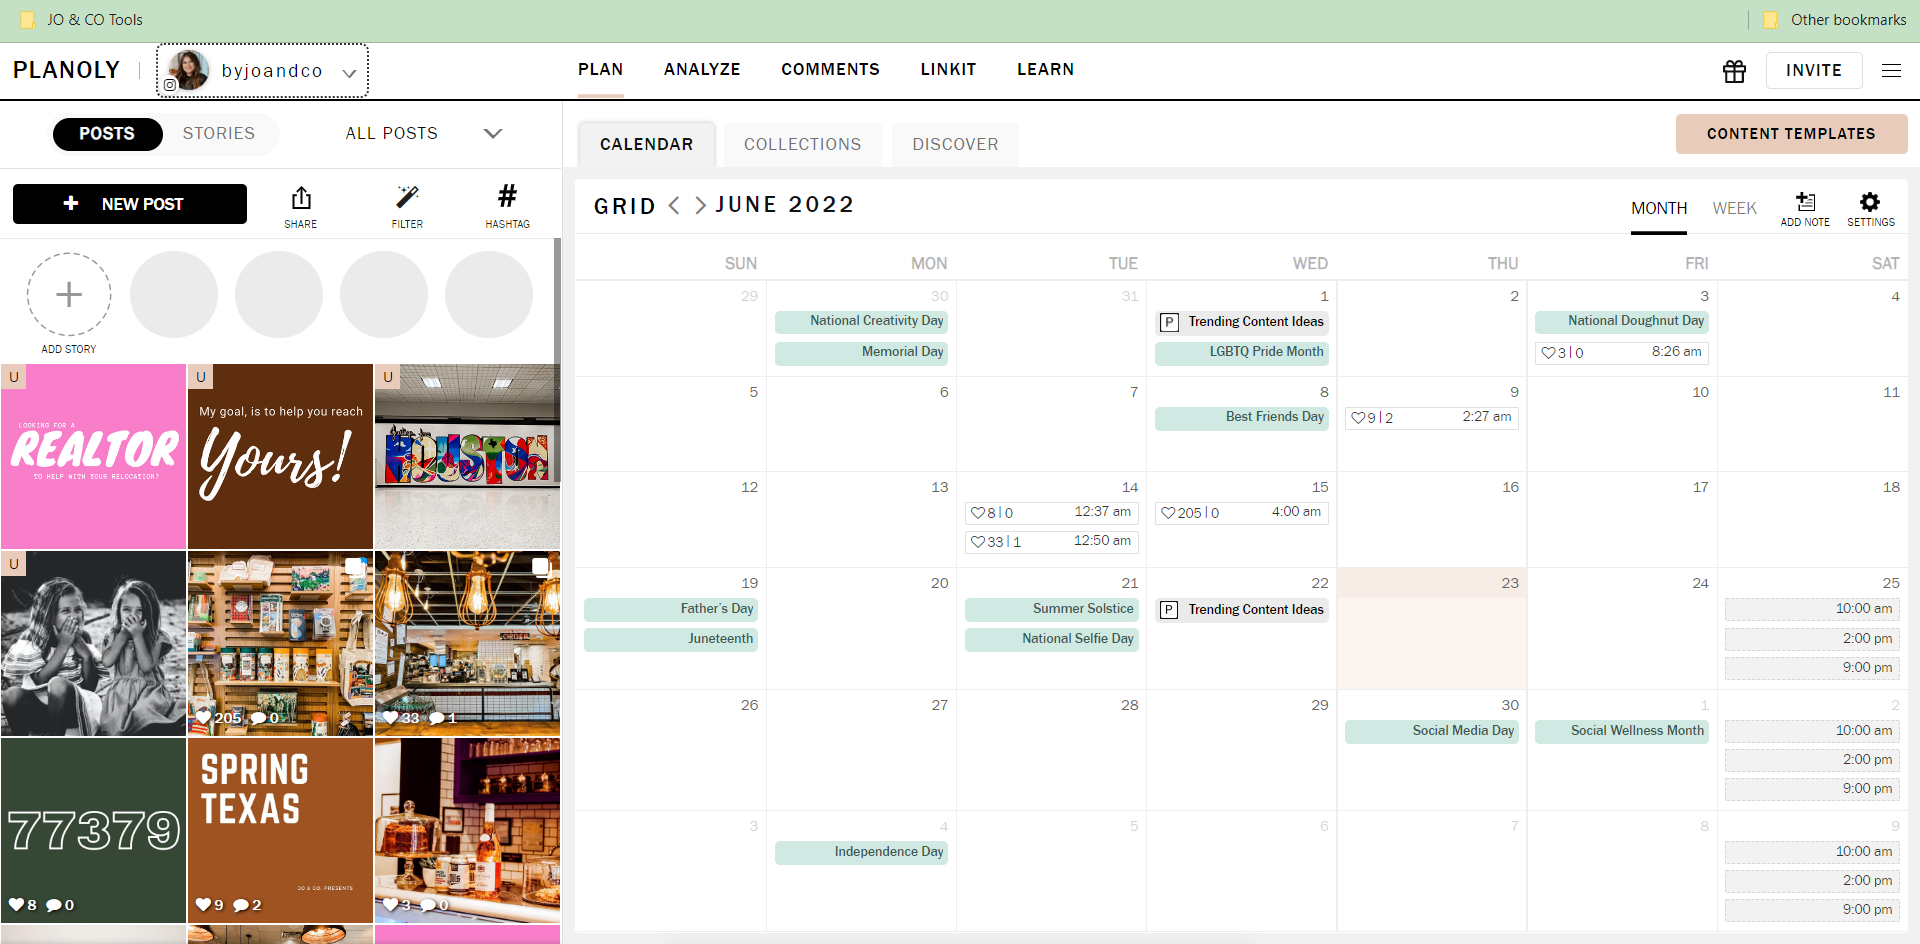 JO & CO Tools
Other bookmarks
PLANOLY
byjoandco
PLAN ANALYZE COMMENTS LINKIT LEARN
INVITE
POSTS STORIES ALL POSTS
CALENDAR COLLECTIONS DISCOVER
CONTENT TEMPLATES
+ NEW POST
SHARE FILTER # HASHTAG
GRID < > JUNE 2022
MONTH WEEK ADD NOTE SETTINGS
ADD STORY
U
LOOKING FOR A
REALTOR
TO HELP WITH YOUR RELOCATION?
U
My goal, is to help you reach
Yours!
U
HOUSTON
U
205 0
33 1
77379
8 0
SPRING
TEXAS
JO & CO. PRESENTS
9 2
3 0
SUN MON TUE WED THU FRI SAT
29 30 31 1 2 3 4
National Creativity Day
Memorial Day
P Trending Content Ideas
LGBTQ Pride Month
National Doughnut Day
3|0 8:26 am
5 6 7 8 9 10 11
Best Friends Day
9|2 2:27 am
12 13 14 15 16 17 18
8|0 12:37 am
33|1 12:50 am
205|0 4:00 am
19 20 21 22 23 24 25
Father's Day
Juneteenth
Summer Solstice
National Selfie Day
P Trending Content Ideas
10:00 am
2:00 pm
9:00 pm
26 27 28 29 30 1 2
Social Media Day
Social Wellness Month
10:00 am
2:00 pm
9:00 pm
3 4 5 6 7 8 9
Independence Day
10:00 am
2:00 pm
9:00 pm